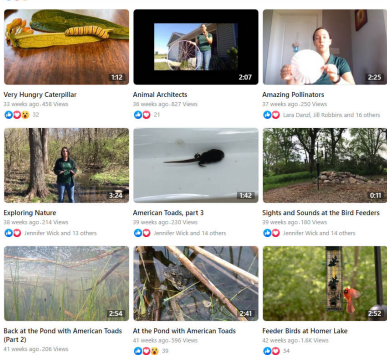 1:12
2:07
2:25
Very Hungry Caterpillar
Animal Architects
Amazing Pollinators
33 weeks ago · 459 Views
36 weeks ago · 827 Views
37 weeks ago · 250 Views
32
21
Lara Dand, Jill Robbins and 16 others
3:24
1:42
0:11
Exploring Nature
American Toads, part 3
Sights and Sounds at the Bird Feeders
38 weeks ago · 214 Views
39 weeks ago · 230 Views
39 weeks ago · 180 Views
Jennifer Wick and 13 others
Jennifer Wick and 14 others
Jennifer Wick and 14 others
2:54
2:41
2:52
Back at the Pond with American Toads
(Part 2)
At the Pond with American Toads
Feeder Birds at Homer Lake
41 weeks ago · 206 Views
41 weeks ago · 596 Views
42 weeks ago · 1.6K Views
39
54